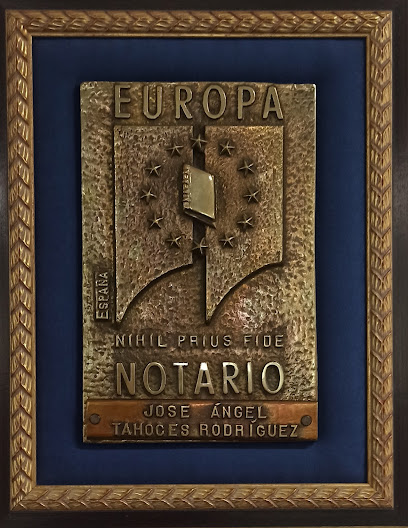 EUROPA
ESPAÑA
NIHIL PRIUS FIDE
NOTARIO
JOSE ÁNGEL
TAHOCES RODRÍGUEZ